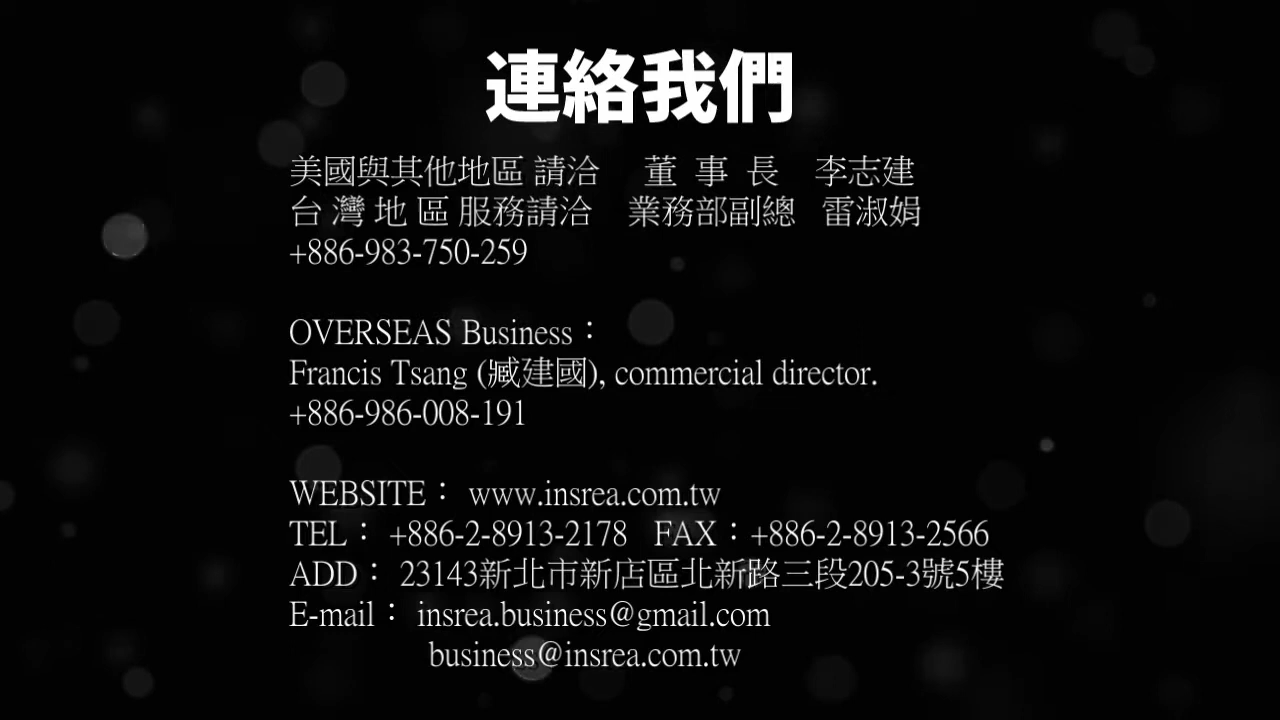 連絡我們
美國與其他地區 請洽 董 事 長 李志建
台 灣 地 區 服務請洽 業務部副總 雷淑娟
+886-983-750-259
OVERSEAS Business：
Francis Tsang (臧建國), commercial director.
+886-986-008-191
WEBSITE： www.insrea.com.tw
TEL： +886-2-8913-2178 FAX：+886-2-8913-2566
ADD： 23143新北市新店區北新路三段205-3號5樓
E-mail： insrea.business@gmail.com
business@insrea.com.tw